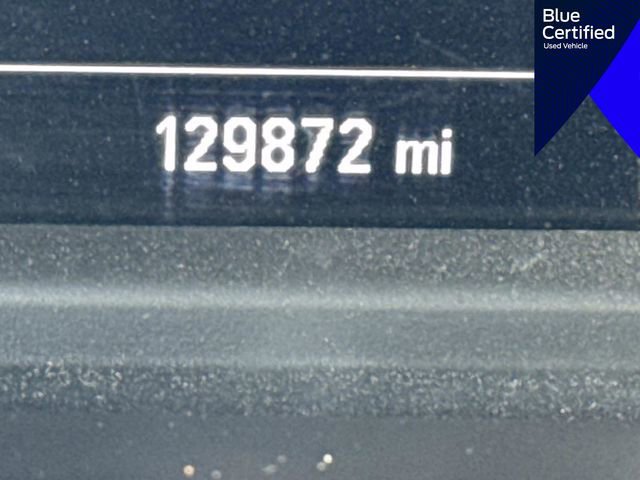 Blue
Certified
Used Vehicle
129872 mi